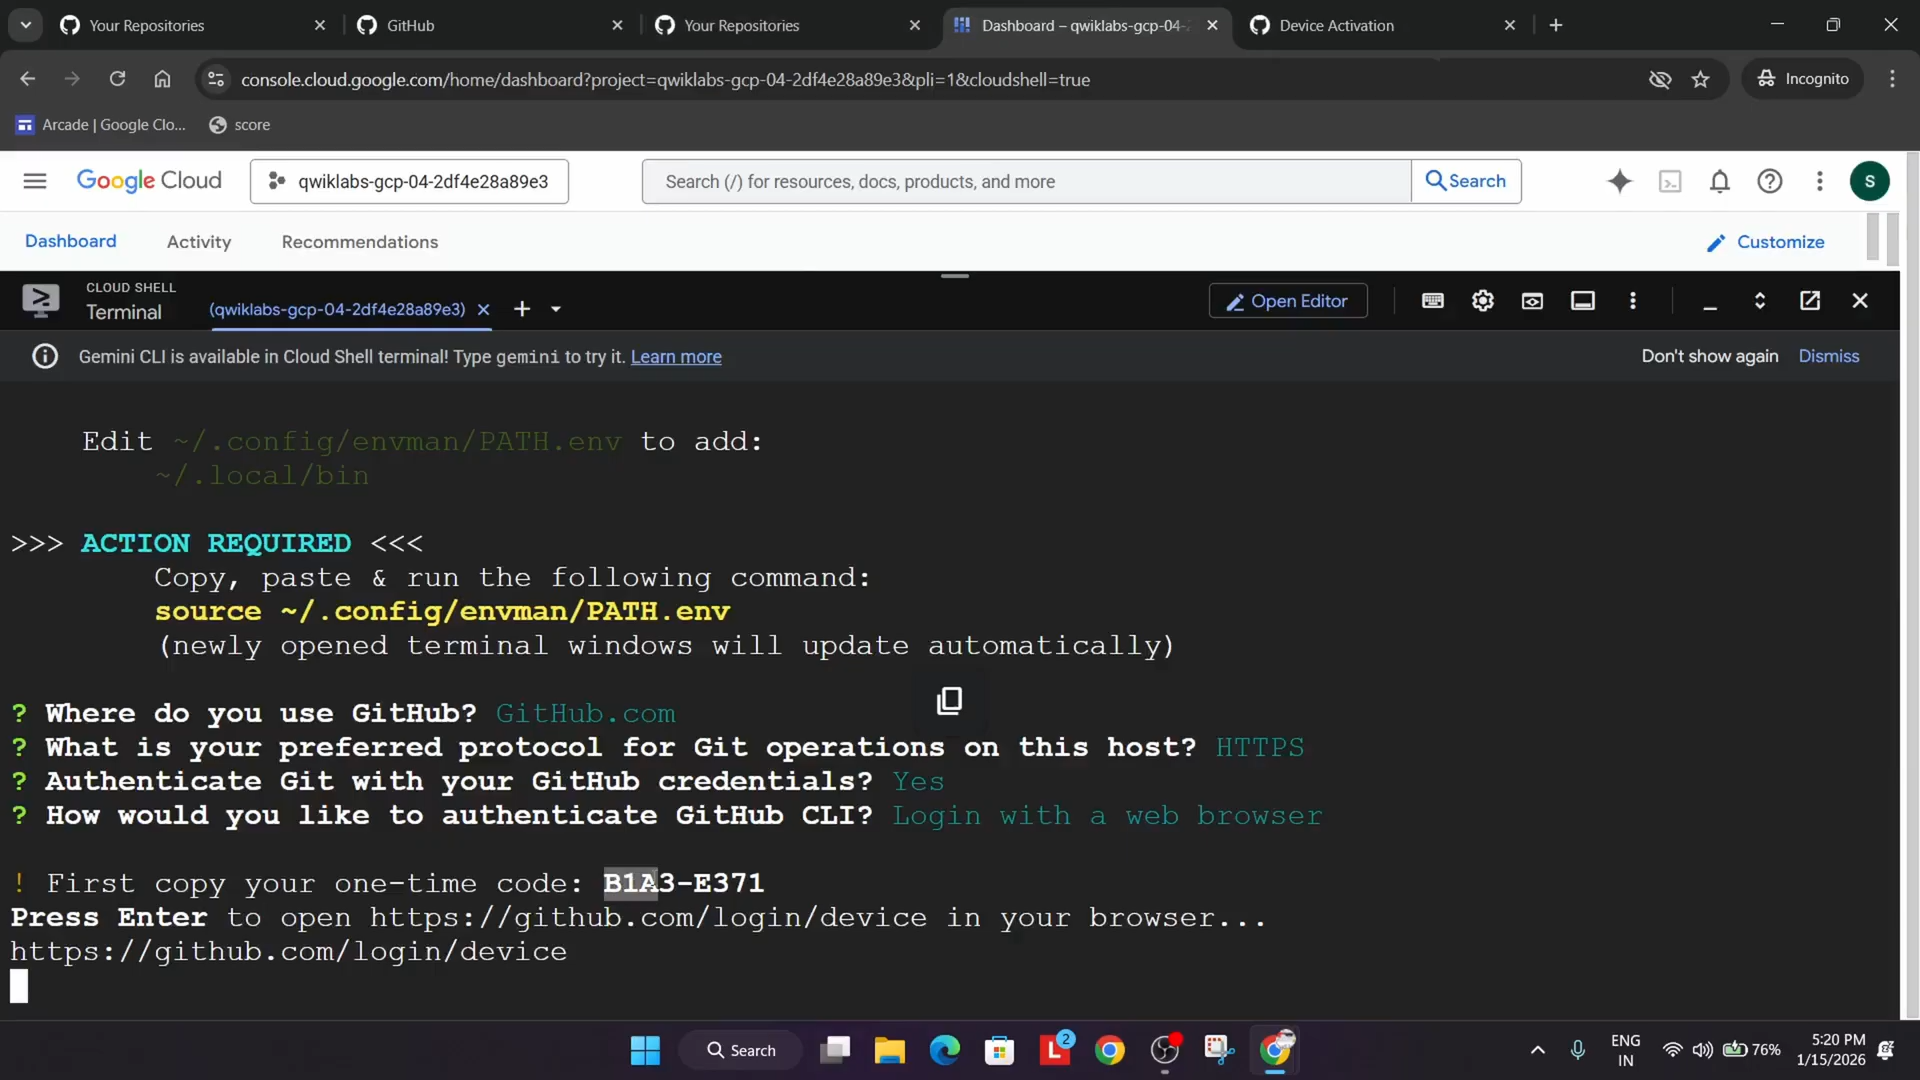 Your Repositories
GitHub
Your Repositories
Dashboard – qwiklabs-gcp-04-
Device Activation
console.cloud.google.com/home/dashboard?project=qwiklabs-gcp-04-2df4e28a89e3&pli=1&cloudshell=true
Incognito
Arcade | Google Clo...
score
Google Cloud
qwiklabs-gcp-04-2df4e28a89e3
Search (/) for resources, docs, products, and more
Search
S
Dashboard
Activity
Recommendations
Customize
CLOUD SHELL
Terminal
(qwiklabs-gcp-04-2df4e28a89e3)
Open Editor
Gemini CLI is available in Cloud Shell terminal! Type gemini to try it. Learn more
Don't show again
Dismiss
Edit ~/.config/envman/PATH.env to add:
~/.local/bin
>>> ACTION REQUIRED <<<
Copy, paste & run the following command:
source ~/.config/envman/PATH.env
(newly opened terminal windows will update automatically)
? Where do you use GitHub? GitHub.com
? What is your preferred protocol for Git operations on this host? HTTPS
? Authenticate Git with your GitHub credentials? Yes
? How would you like to authenticate GitHub CLI? Login with a web browser
! First copy your one-time code: B1A3-E371
Press Enter to open https://github.com/login/device in your browser...
https://github.com/login/device
Search
2
ENG
IN
76%
5:20 PM
1/15/2026